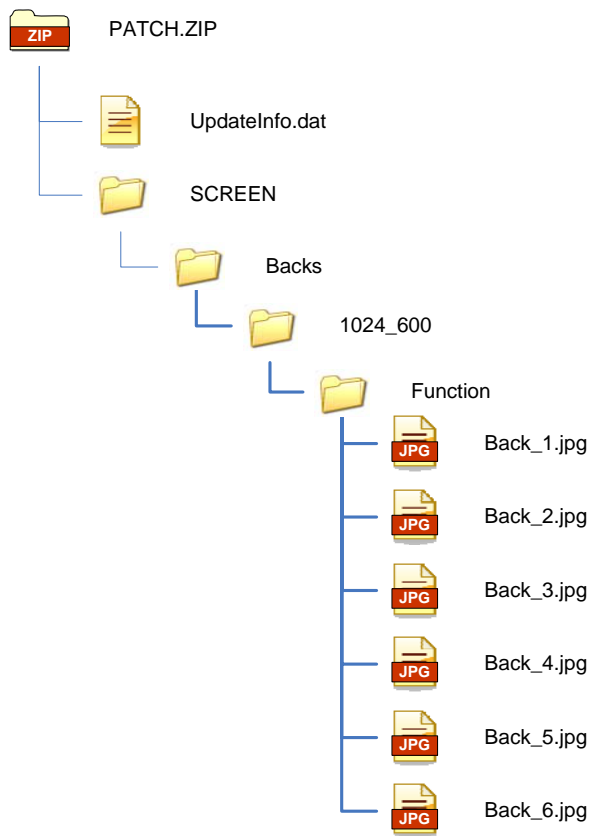 ZIP PATCH.ZIP
UpdateInfo.dat
SCREEN
Backs
1024_600
Function
JPG Back_1.jpg
JPG Back_2.jpg
JPG Back_3.jpg
JPG Back_4.jpg
JPG Back_5.jpg
JPG Back_6.jpg